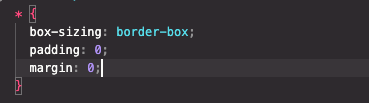 * {
box-sizing: border-box;
padding: 0;
margin: 0;
}